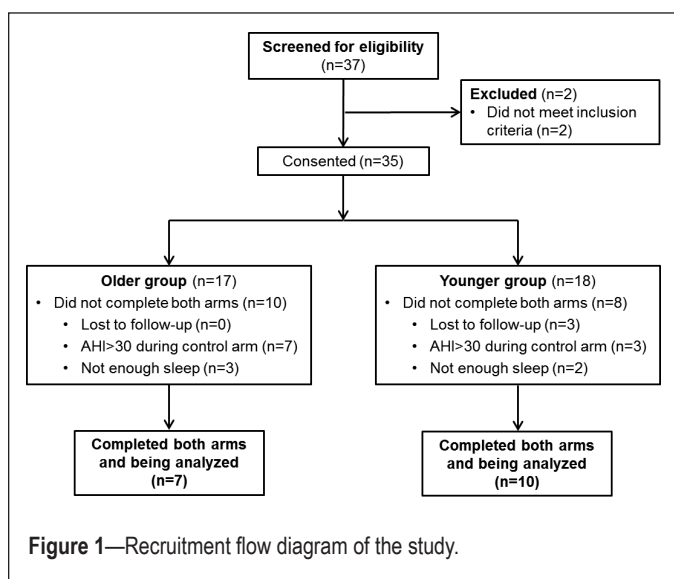 Screened for eligibility
(n=37)
Excluded (n=2)
• Did not meet inclusion
criteria (n=2)
Consented (n=35)
Older group (n=17)
• Did not complete both arms (n=10)
• Lost to follow-up (n=0)
• AHI>30 during control arm (n=7)
• Not enough sleep (n=3)
Younger group (n=18)
• Did not complete both arms (n=8)
• Lost to follow-up (n=3)
• AHI>30 during control arm (n=3)
• Not enough sleep (n=2)
Completed both arms
and being analyzed
(n=7)
Completed both arms
and being analyzed
(n=10)
Figure 1—Recruitment flow diagram of the study.